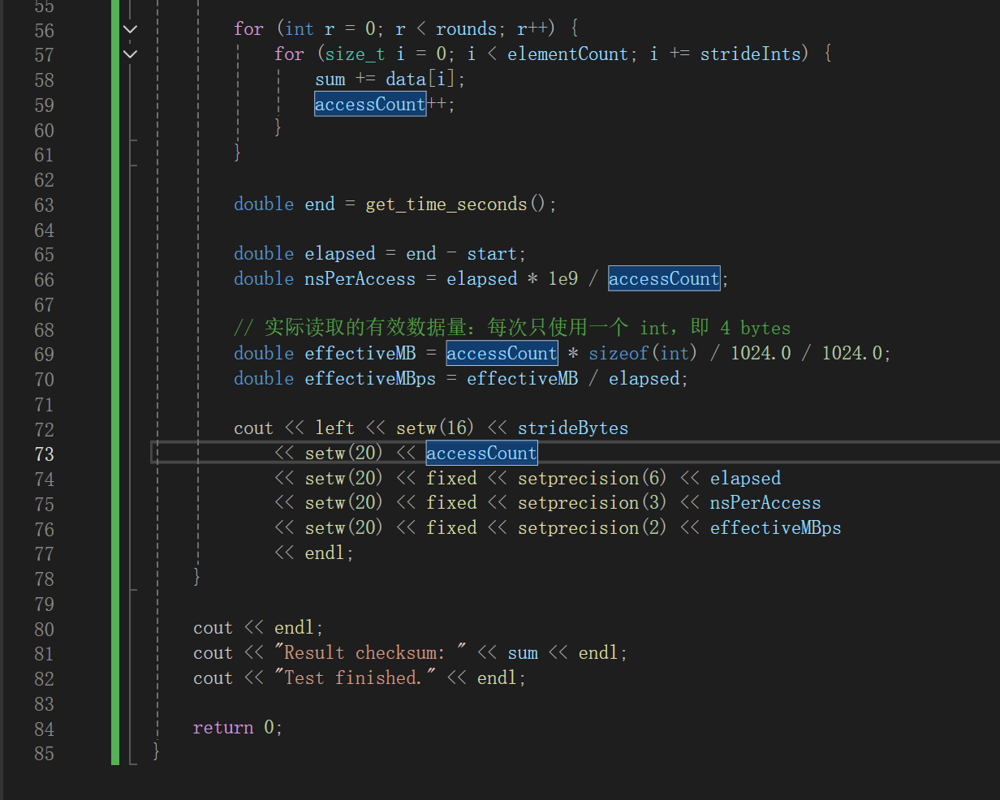 55
56 for (int r = 0; r < rounds; r++) {
57 for (size_t i = 0; i < elementCount; i += strideInts) {
58 sum += data[i];
59 accessCount++;
60 }
61 }
62
63 double end = get_time_seconds();
64
65 double elapsed = end - start;
66 double nsPerAccess = elapsed * 1e9 / accessCount;
67
68 // 实际读取的有效数据量：每次只使用一个 int，即 4 bytes
69 double effectiveMB = accessCount * sizeof(int) / 1024.0 / 1024.0;
70 double effectiveMBps = effectiveMB / elapsed;
71
72 cout << left << setw(16) << strideBytes
73 << setw(20) << accessCount
74 << setw(20) << fixed << setprecision(6) << elapsed
75 << setw(20) << fixed << setprecision(3) << nsPerAccess
76 << setw(20) << fixed << setprecision(2) << effectiveMBps
77 << endl;
78 }
79
80 cout << endl;
81 cout << "Result checksum: " << sum << endl;
82 cout << "Test finished." << endl;
83
84 return 0;
85 }